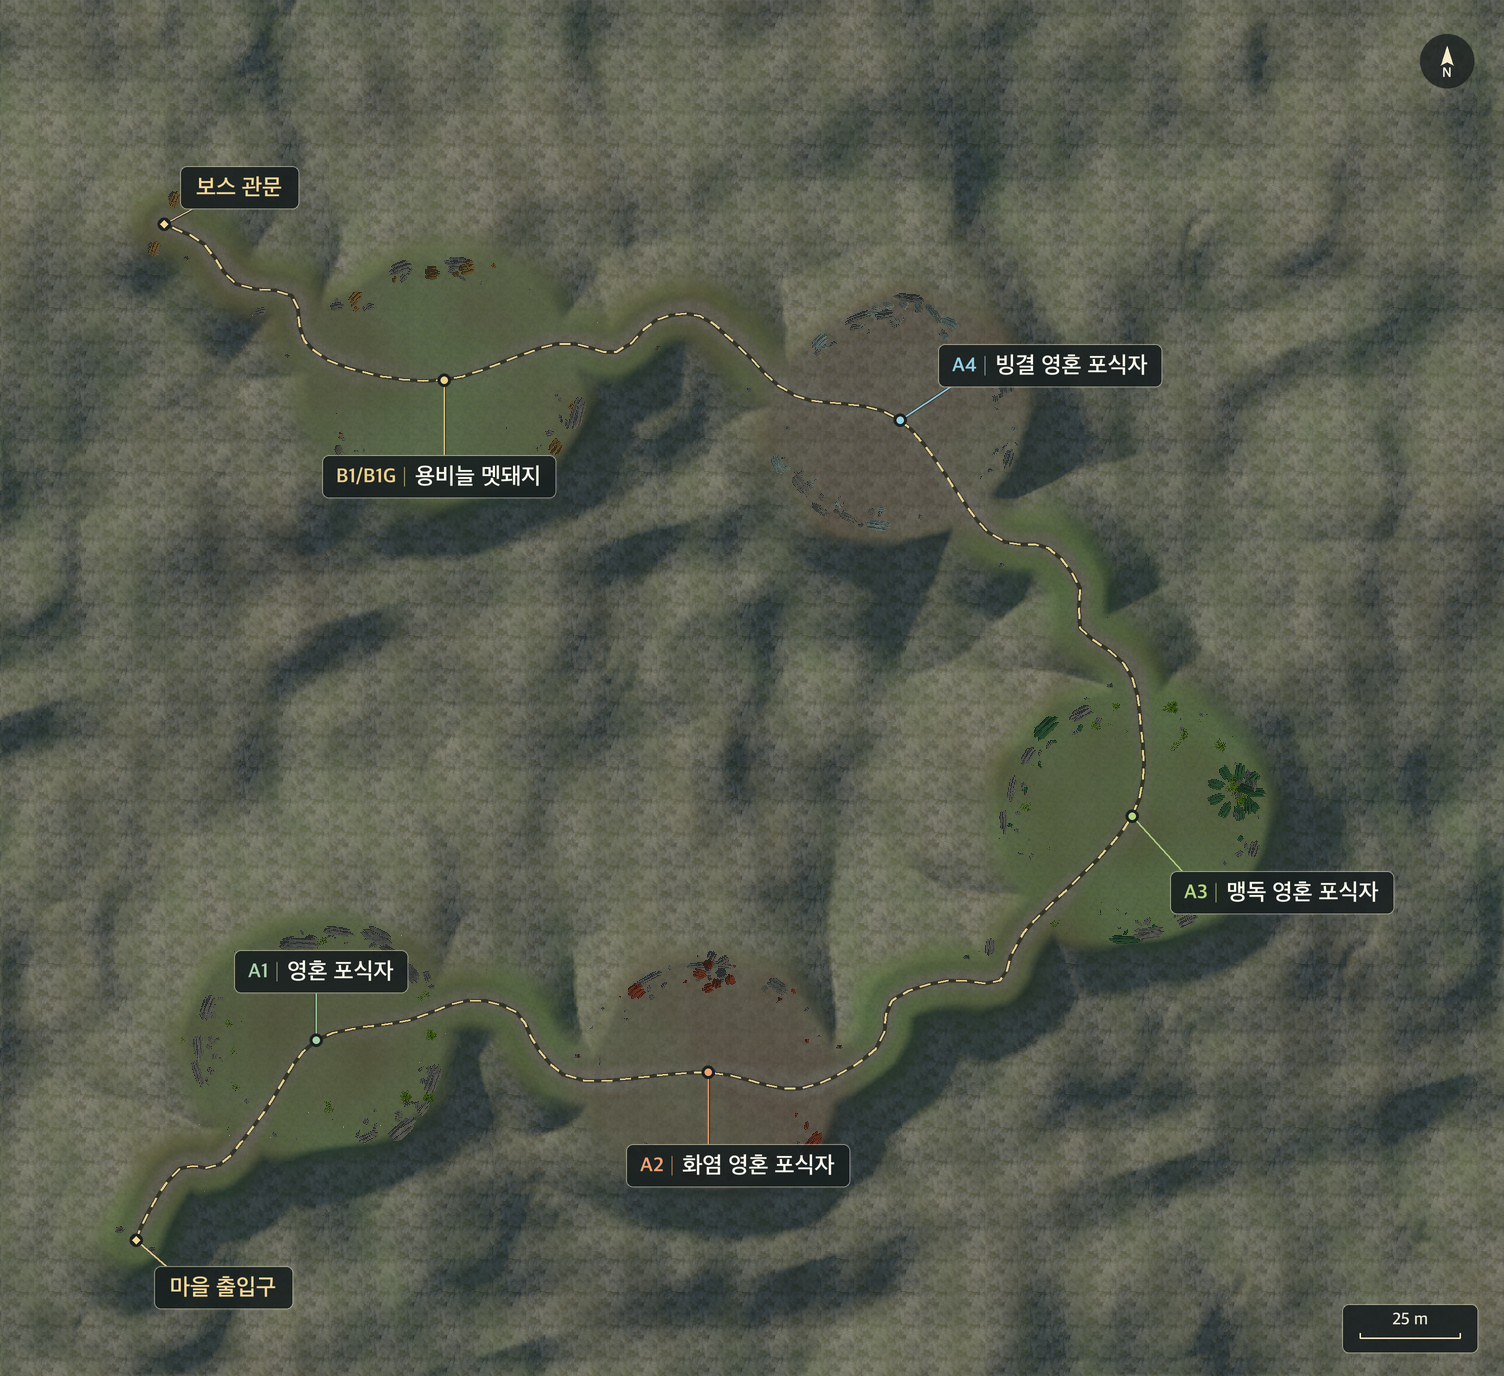 N
보스 관문
A4 | 빙결 영혼 포식자
B1/B1G | 용비늘 멧돼지
A3 | 맹독 영혼 포식자
A1 | 영혼 포식자
A2 | 화염 영혼 포식자
마을 출입구
25 m